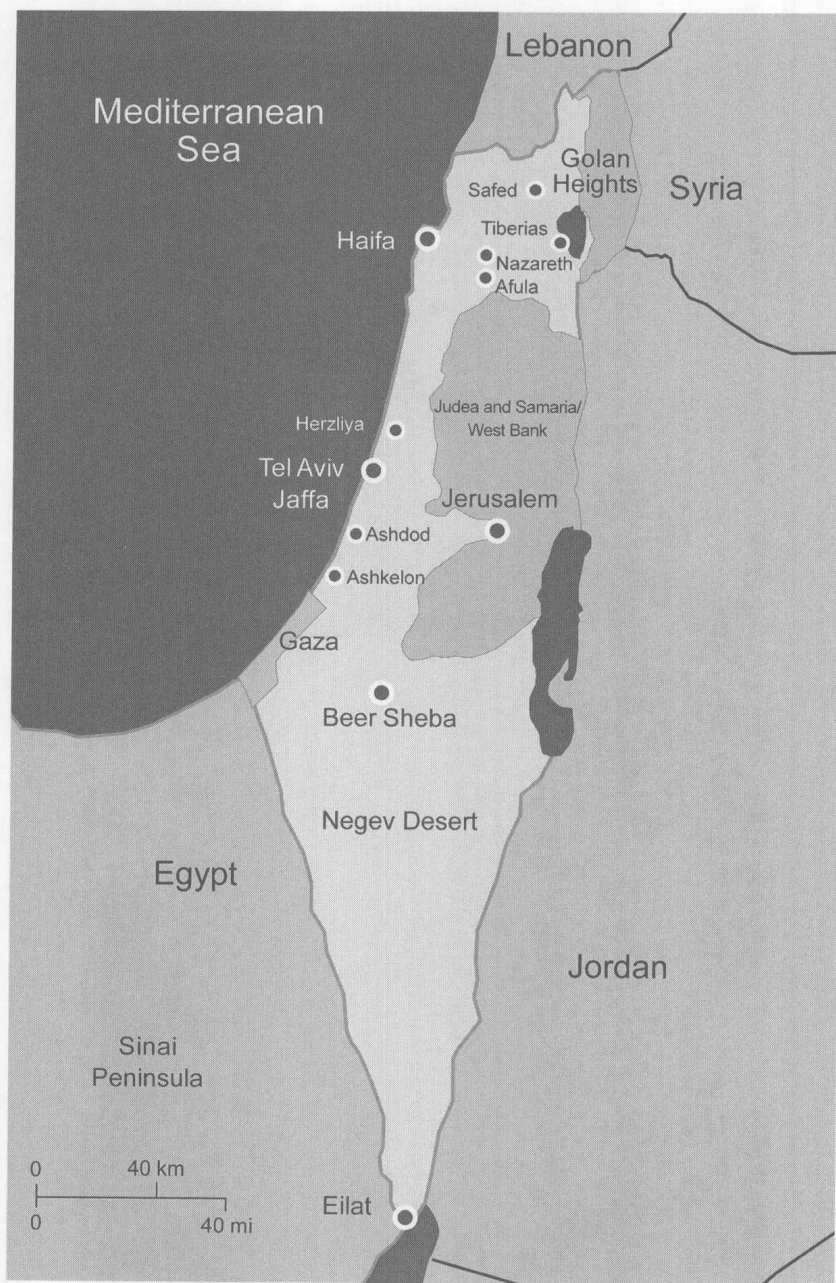 Lebanon
Mediterranean
Sea
Golan
Heights
Syria
Safed
Tiberias
Haifa
Nazareth
Afula
Judea and Samaria/
West Bank
Herzliya
Tel Aviv
Jaffa
Jerusalem
Ashdod
Ashkelon
Gaza
Beer Sheba
Negev Desert
Egypt
Jordan
Sinai
Peninsula
0 40 km
0 40 mi
Eilat